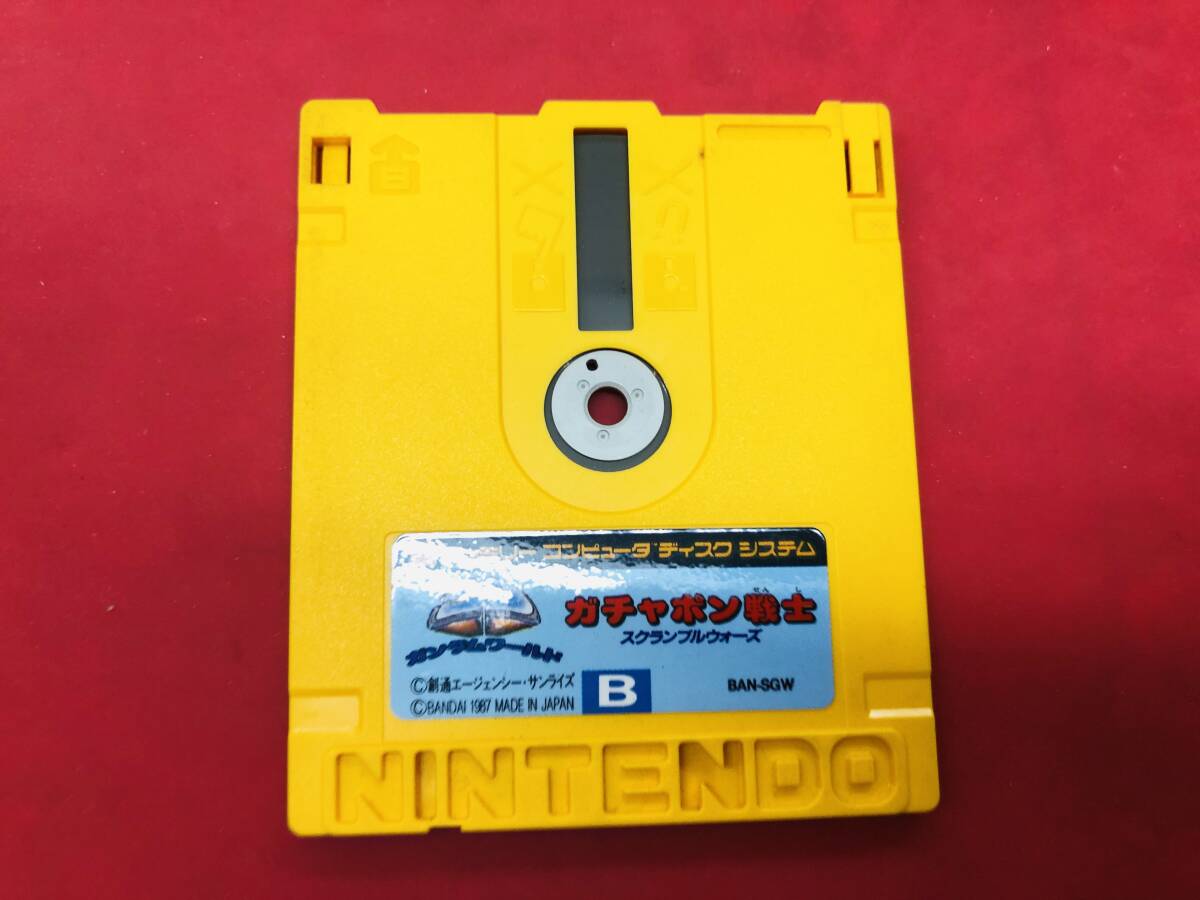 コンピュータ ディスク システム
ガンダムワールド
ガチャポン戦士
せん し
スクランブルウォーズ
©創通エージェンシー・サンライズ
©BANDAI 1987 MADE IN JAPAN
B
BAN-SGW
NINTENDO